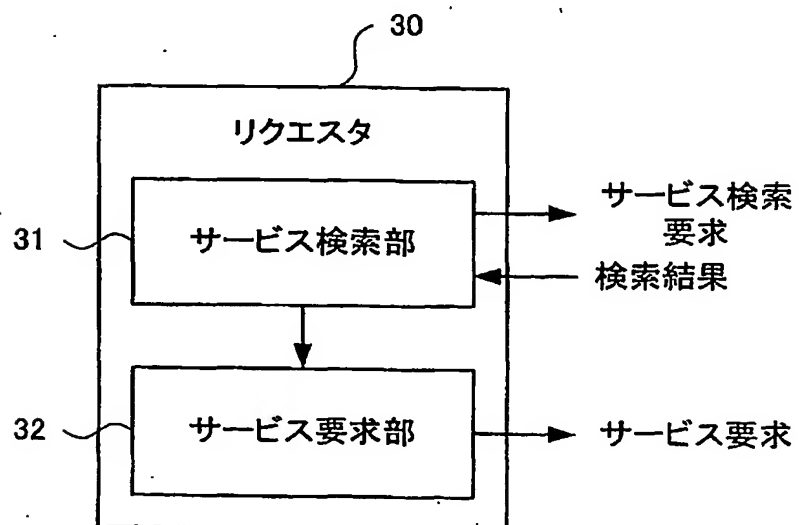 30
リクエスタ
31
サービス検索部
サービス検索
要求
検索結果
32
サービス要求部
サービス要求